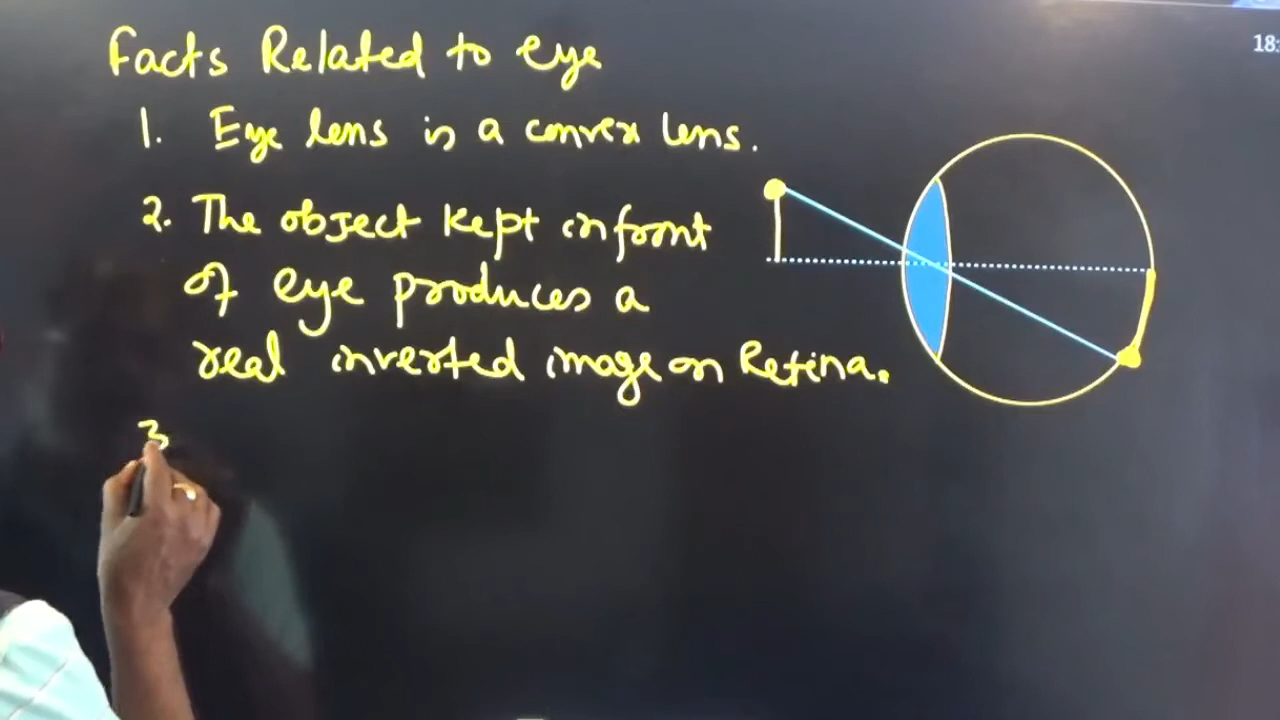 Facts Related to eye
1. Eye lens is a convex lens.
2. The object kept infront
of eye produces a
real inverted image on Retina.
3
18: